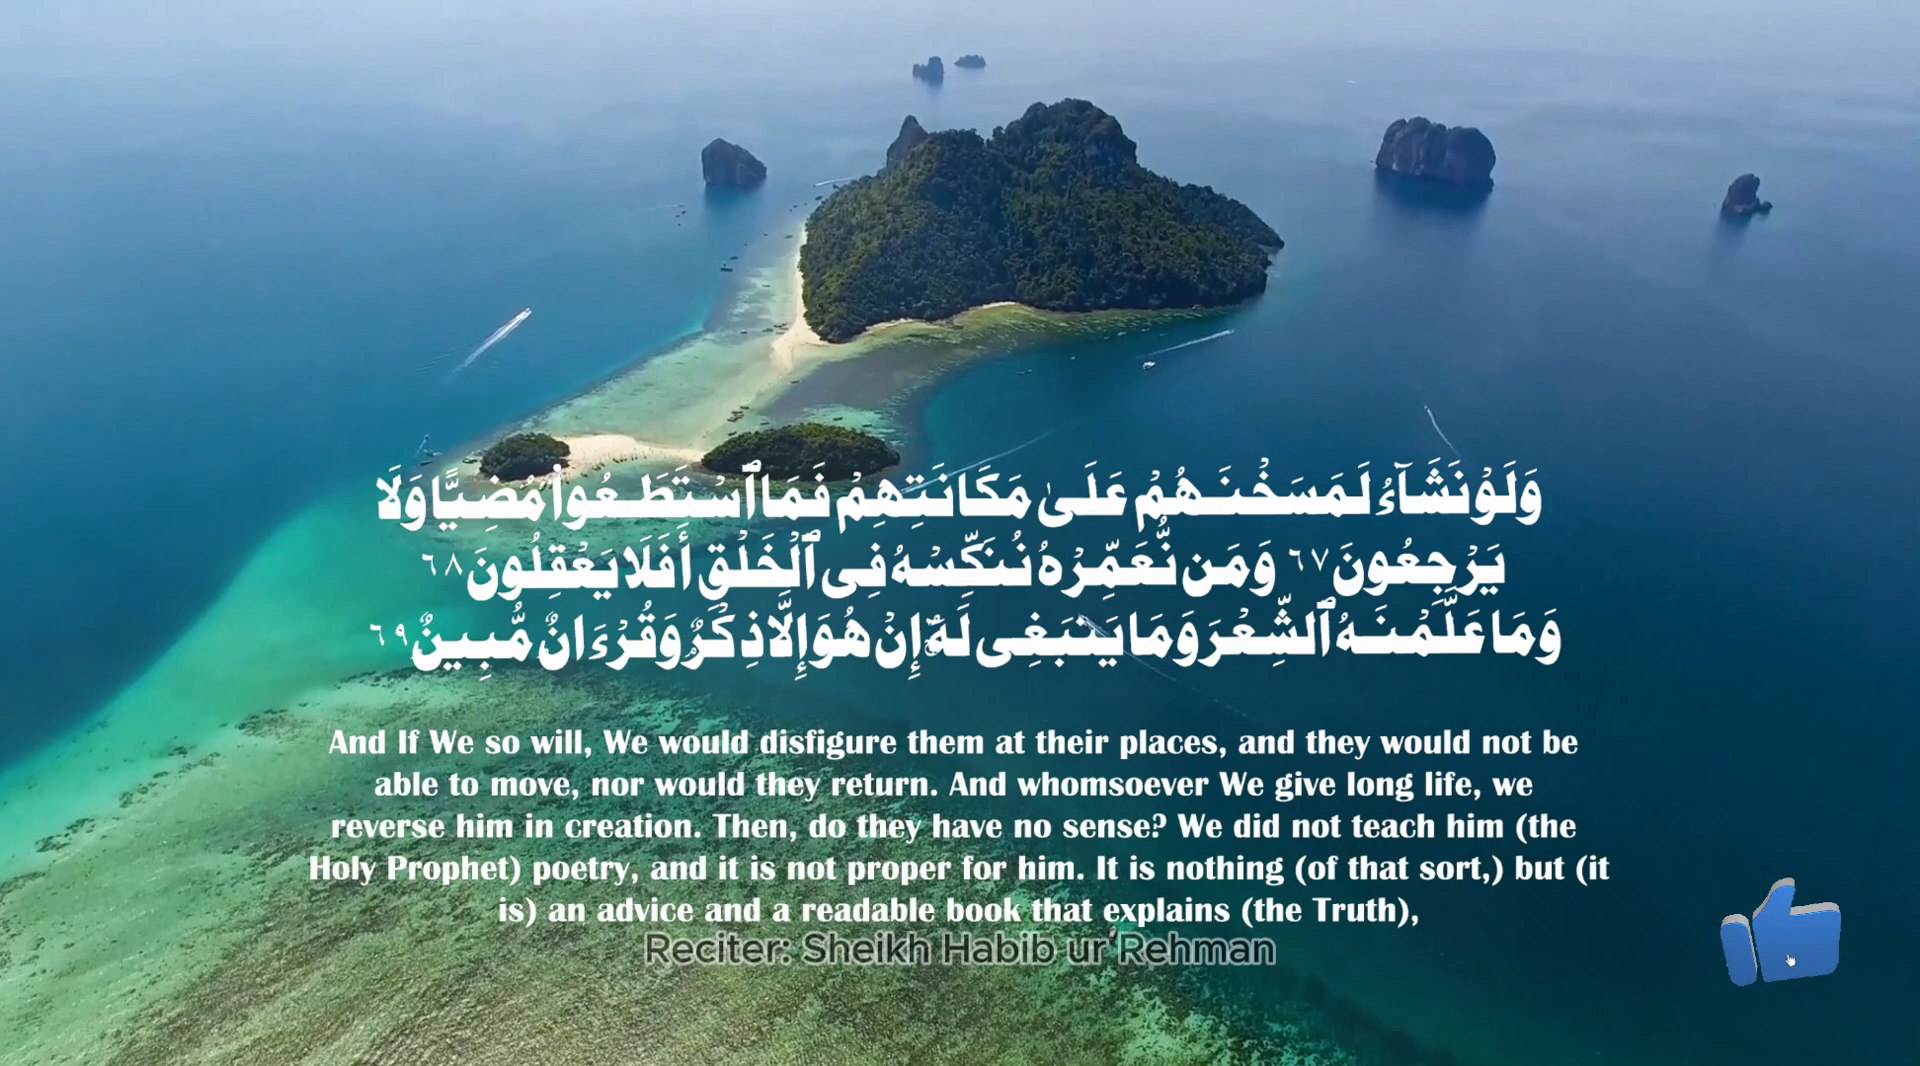 وَلَوْ نَشَآءُ لَمَسَخْنَـهُمْ عَلَىٰ مَكَانَتِهِمْ فَمَا ٱسْتَطَـعُوا۟ مُضِيًّا وَلَا
يَرْجِعُونَ ٦٧ وَمَن نُّعَمِّرْهُ نُنَكِّسْهُ فِى ٱلْخَلْقِ أَفَلَا يَعْقِلُونَ ٦٨
وَمَا عَلَّمْنَـهُ ٱلشِّعْرَ وَمَا يَنۢبَغِى لَهُۥٓ ۚ إِنْ هُوَ إِلَّا ذِكْرٌۭ وَقُرْءَانٌۭ مُّبِينٌۭ ٦٩
And If We so will, We would disfigure them at their places, and they would not be
able to move, nor would they return. And whomsoever We give long life, we
reverse him in creation. Then, do they have no sense? We did not teach him (the
Holy Prophet) poetry, and it is not proper for him. It is nothing (of that sort,) but (it
is) an advice and a readable book that explains (the Truth),
Reciter: Sheikh Habib ur Rehman